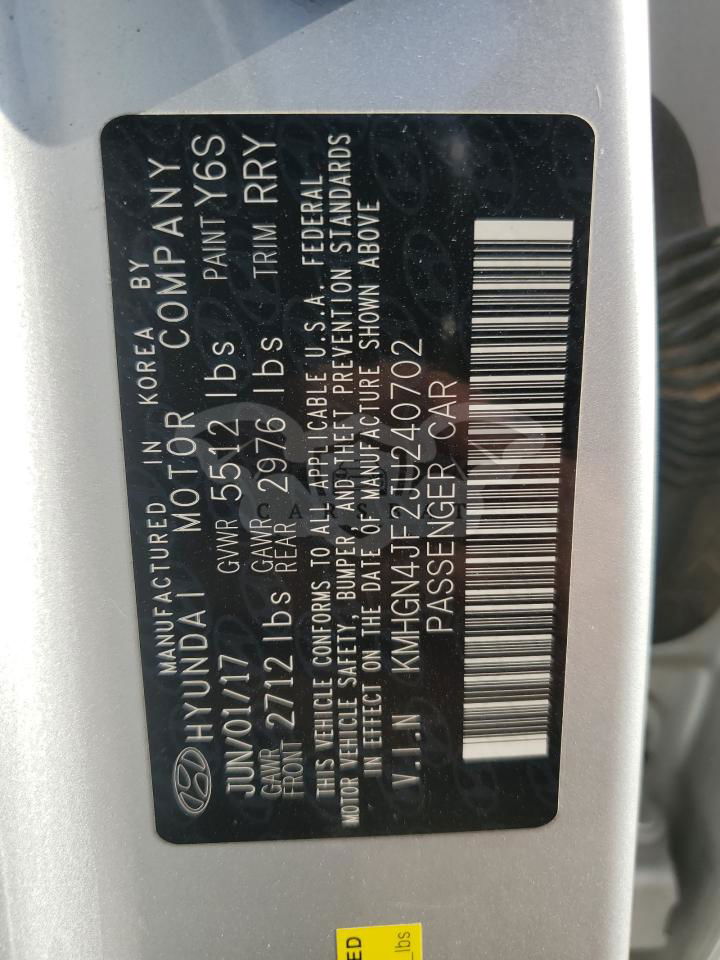 MANUFACTURED IN KOREA BY
HYUNDAI MOTOR COMPANY
JUN/01/17 GVWR 5512 lbs PAINT Y6S
GAWR FRONT 2712 lbs GAWR REAR 2976 lbs TRIM RRY
THIS VEHICLE CONFORMS TO ALL APPLICABLE U.S.A. FEDERAL
MOTOR VEHICLE SAFETY, BUMPER, AND THEFT PREVENTION STANDARDS
IN EFFECT ON THE DATE OF MANUFACTURE SHOWN ABOVE
V.I.N KMHGN4JF2JU240702
PASSENGER CAR
ED
lbs